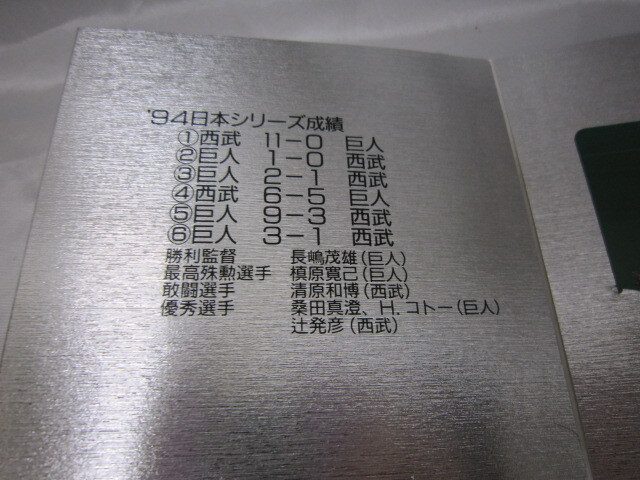 '94日本シリーズ成績
①西武 11-0 巨人
②巨人 1-0 西武
③巨人 2-1 西武
④西武 6-5 巨人
⑤巨人 9-3 西武
⑥巨人 3-1 西武
勝利監督 長嶋茂雄(巨人)
最高殊勲選手 槙原寛己(巨人)
敢闘選手 清原和博(西武)
優秀選手 桑田真澄、H.コトー(巨人)
辻発彦(西武)